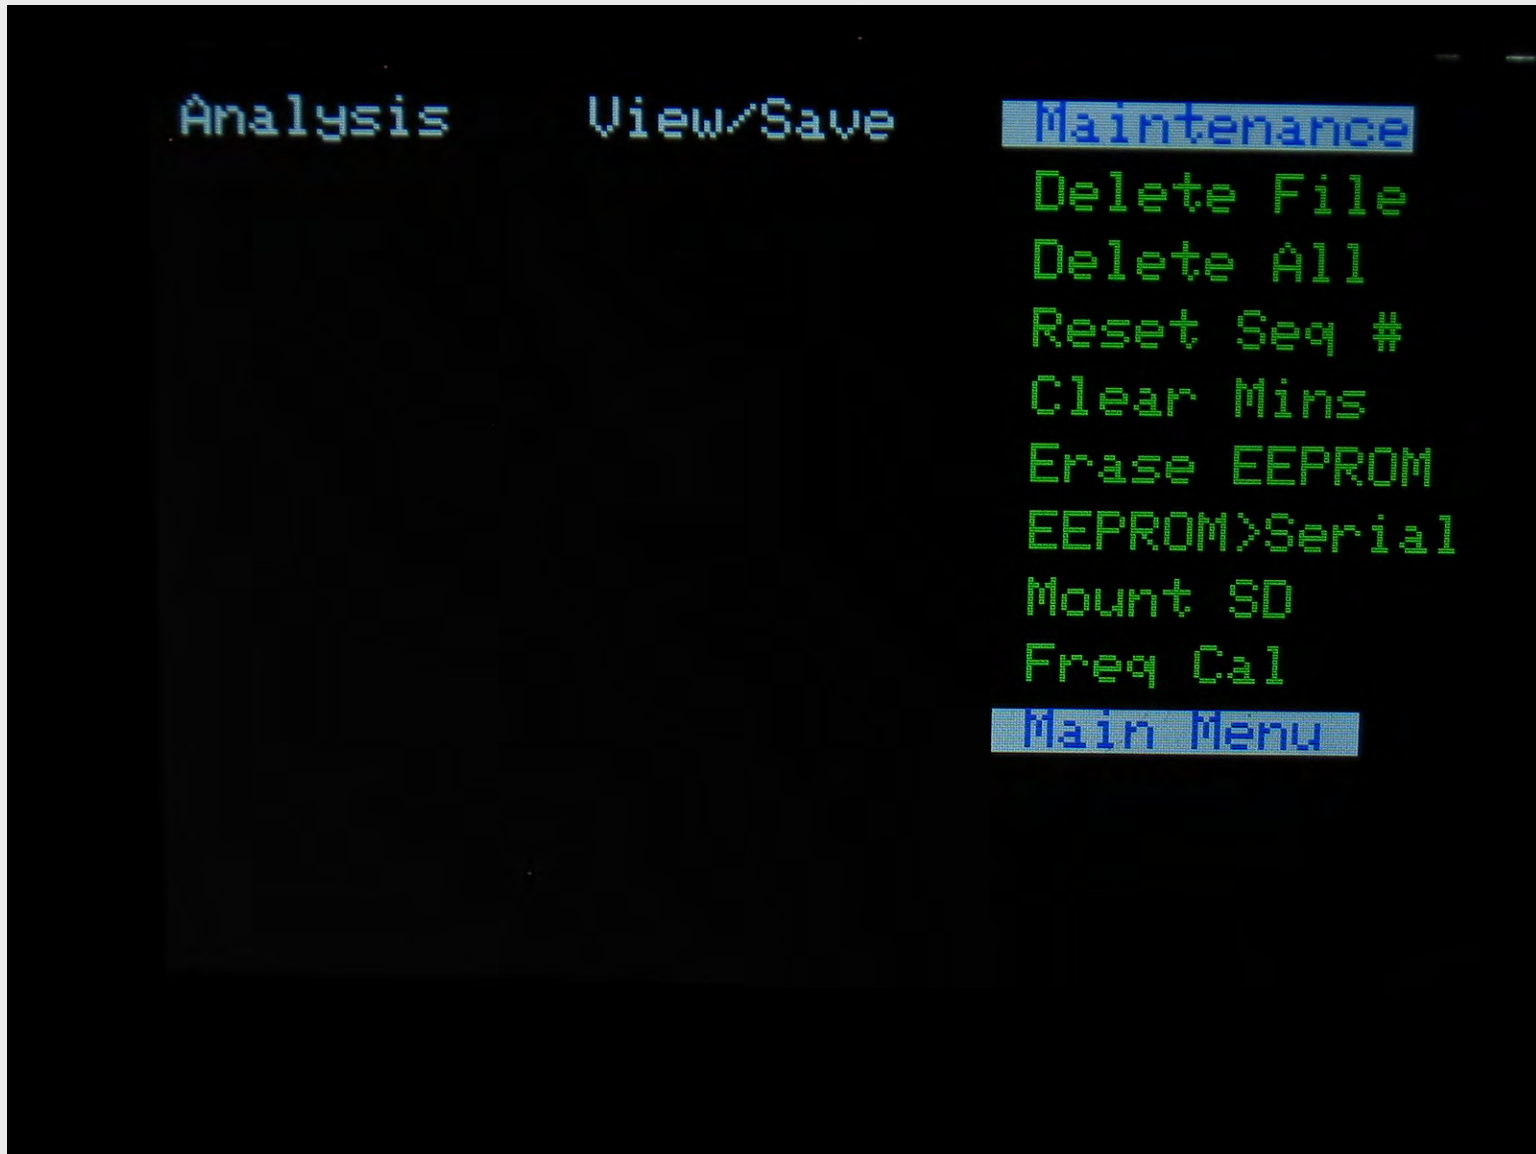 Analysis View/Save Maintenance
Delete File
Delete All
Reset Seq #
Clear Mins
Erase EEPROM
EEPROM>Serial
Mount SD
Freq Cal
Main Menu